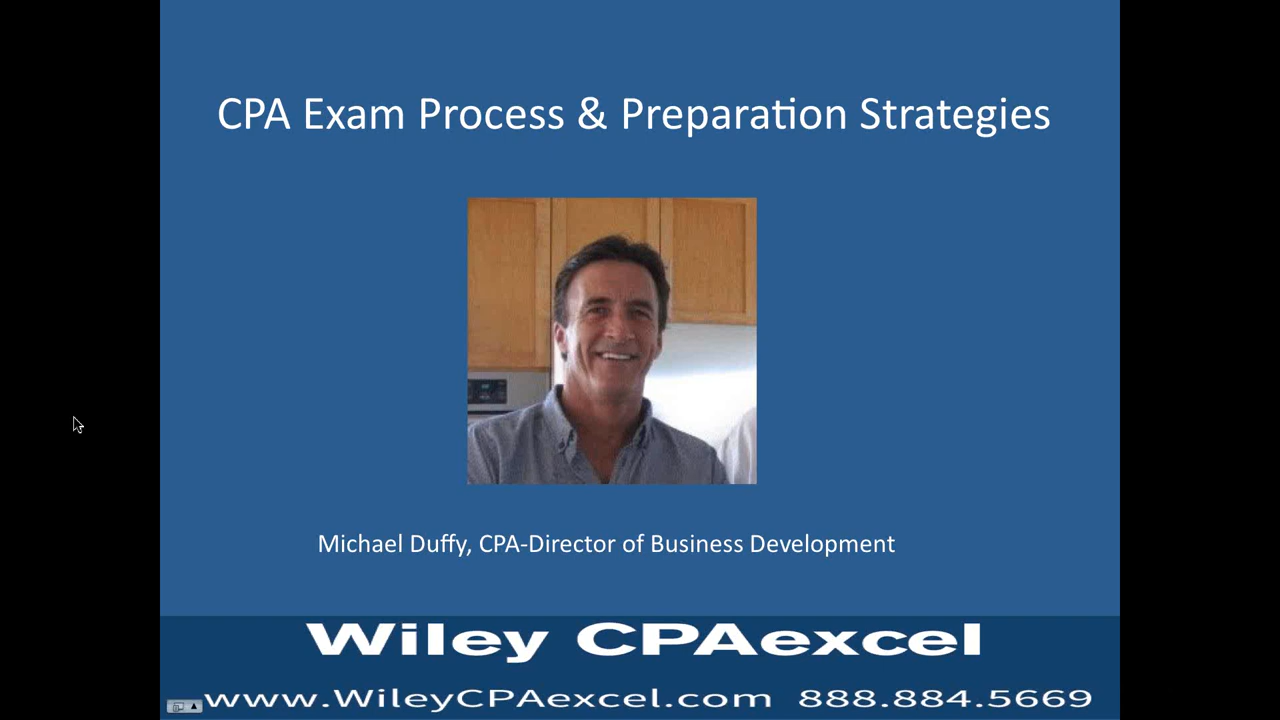 CPA Exam Process & Preparation Strategies
Michael Duffy, CPA-Director of Business Development
Wiley CPAexcel
www.WileyCPAexcel.com 888.884.5669